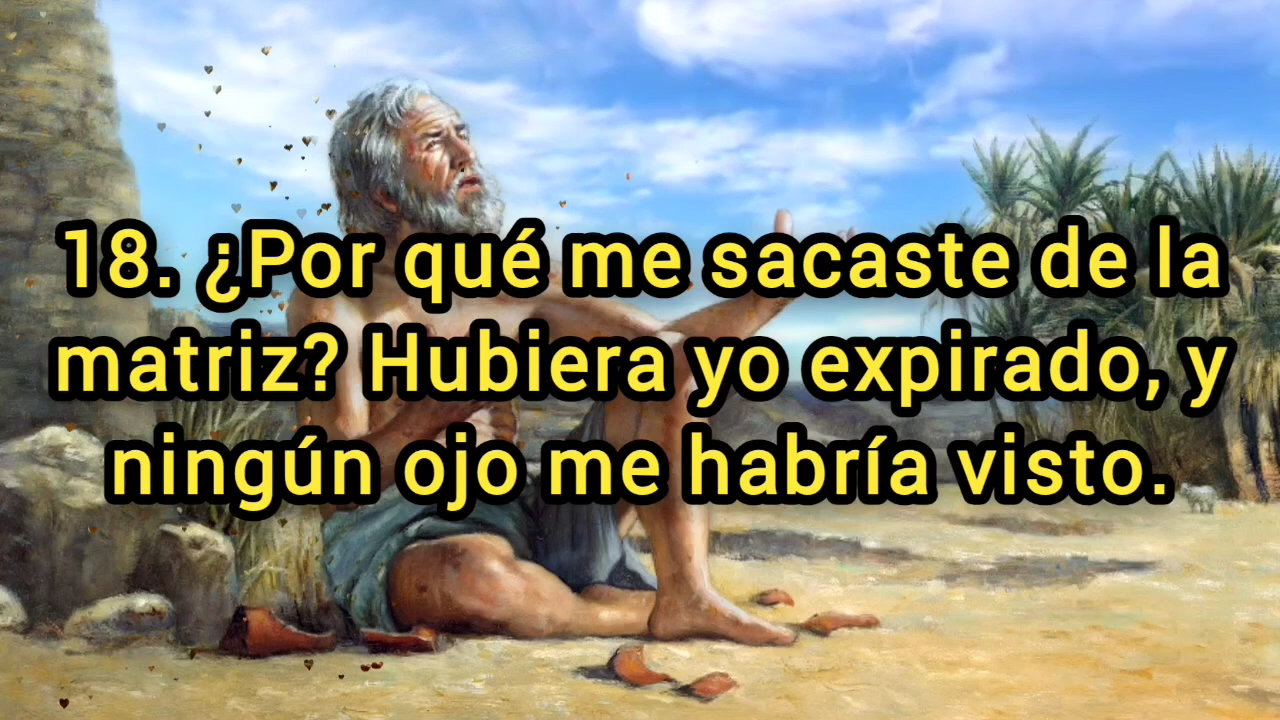 18. ¿Por qué me sacaste de la
matriz? Hubiera yo expirado, y
ningún ojo me habría visto.